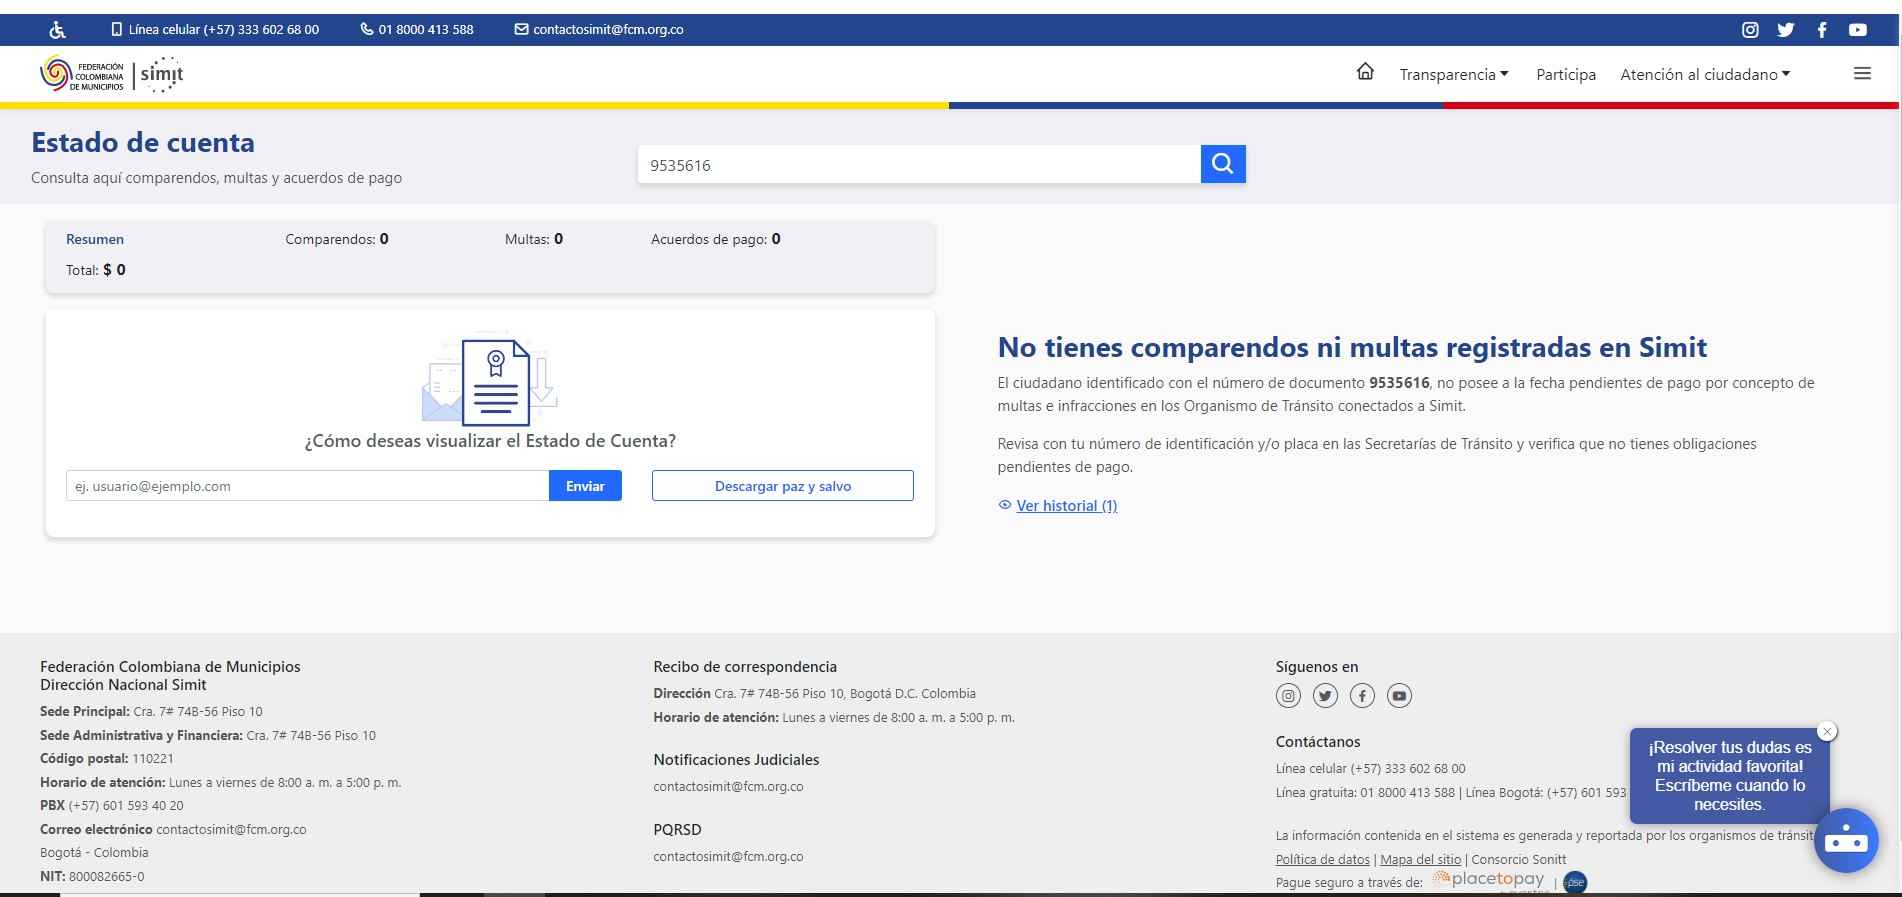 Línea celular (+57) 333 602 68 00
01 8000 413 588
contactosimit@fcm.org.co
FEDERACIÓN
COLOMBIANA
DE MUNICIPIOS
simit
Transparencia
Participa
Atención al ciudadano
Estado de cuenta
Consulta aquí comparendos, multas y acuerdos de pago
9535616
Resumen
Comparendos: 0
Multas: 0
Acuerdos de pago: 0
Total: $ 0
¿Cómo deseas visualizar el Estado de Cuenta?
ej. usuario@ejemplo.com
Enviar
Descargar paz y salvo
No tienes comparendos ni multas registradas en Simit
El ciudadano identificado con el número de documento 9535616, no posee a la fecha pendientes de pago por concepto de
multas e infracciones en los Organismo de Tránsito conectados a Simit.
Revisa con tu número de identificación y/o placa en las Secretarías de Tránsito y verifica que no tienes obligaciones
pendientes de pago.
Ver historial (1)
Federación Colombiana de Municipios
Dirección Nacional Simit
Sede Principal: Cra. 7# 74B-56 Piso 10
Sede Administrativa y Financiera: Cra. 7# 74B-56 Piso 10
Código postal: 110221
Horario de atención: Lunes a viernes de 8:00 a. m. a 5:00 p. m.
PBX (+57) 601 593 40 20
Correo electrónico contactosimit@fcm.org.co
Bogotá - Colombia
NIT: 800082665-0
Recibo de correspondencia
Dirección Cra. 7# 74B-56 Piso 10, Bogotá D.C. Colombia
Horario de atención: Lunes a viernes de 8:00 a. m. a 5:00 p. m.
Notificaciones Judiciales
contactosimit@fcm.org.co
PQRSD
contactosimit@fcm.org.co
Síguenos en
Contáctanos
Línea celular (+57) 333 602 68 00
Línea gratuita: 01 8000 413 588 | Línea Bogotá: (+57) 601 593
La información contenida en el sistema es generada y reportada por los organismos de tránsit
Política de datos | Mapa del sitio | Consorcio Sonitt
Pague seguro a través de: placetopay | pse
¡Resolver tus dudas es
mi actividad favorita!
Escríbeme cuando lo
necesites.